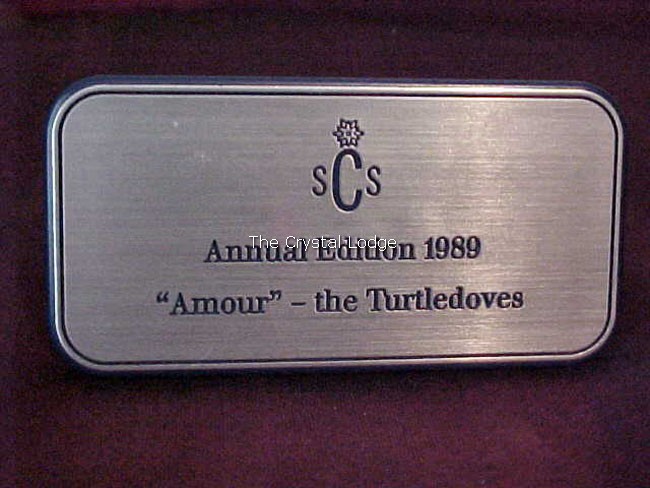 SCS
Annual Edition 1989
The Crystal Lodge
“Amour” – the Turtledoves